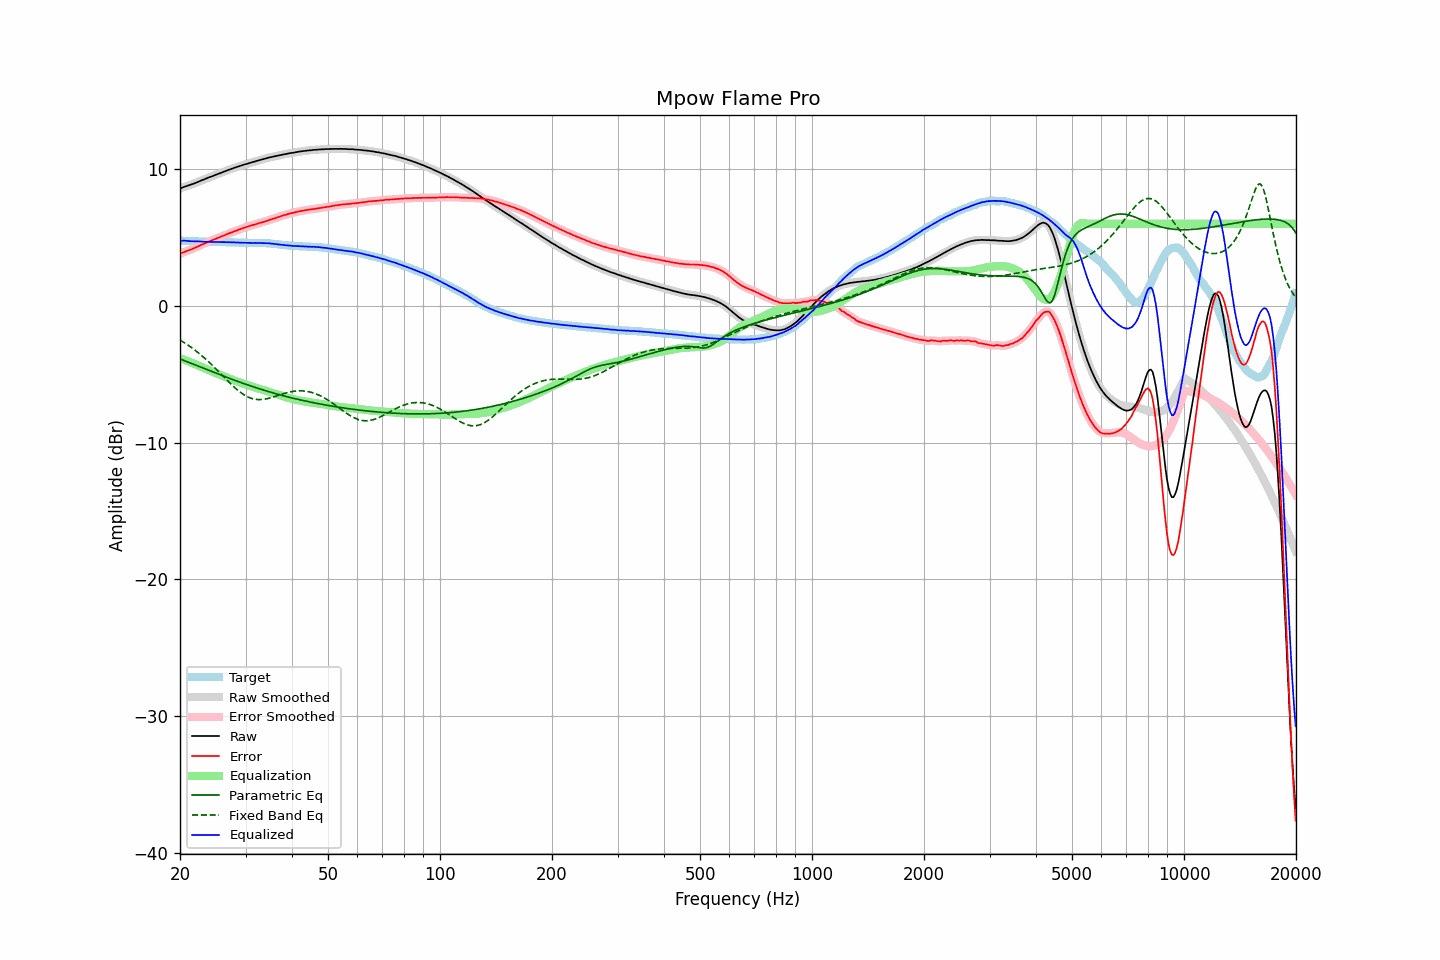 Mpow Flame Pro
10
0
−10
−20
−30
−40
Amplitude (dBr)
Target
Raw Smoothed
Error Smoothed
Raw
Error
Equalization
Parametric Eq
Fixed Band Eq
Equalized
20 50 100 200 500 1000 2000 5000 10000 20000
Frequency (Hz)